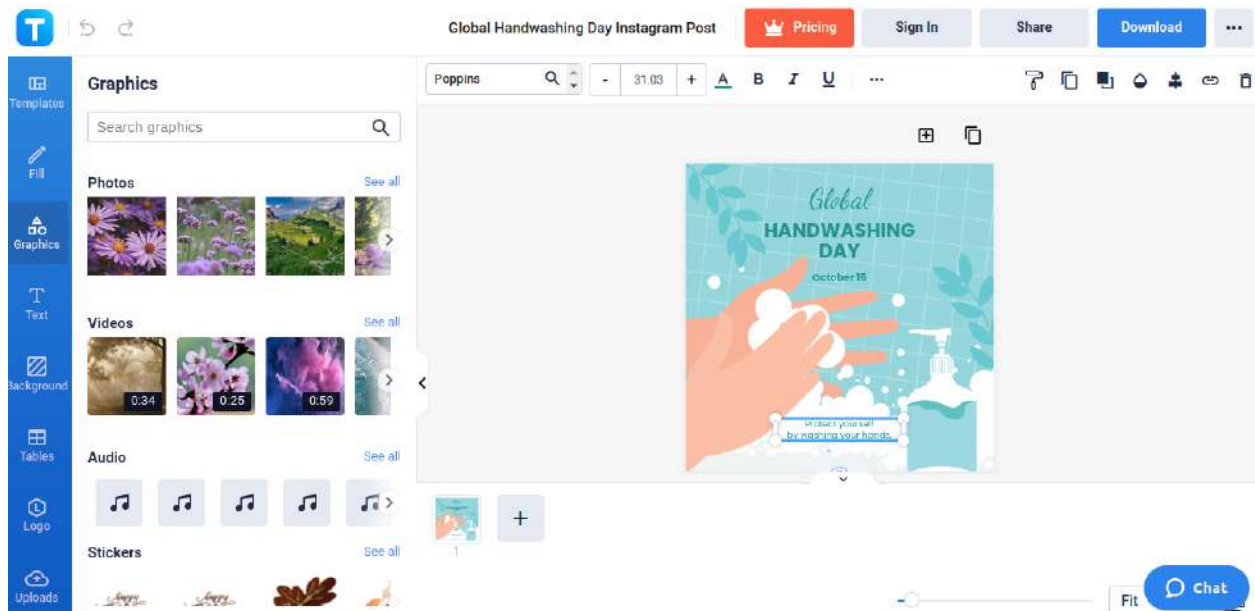 T
Global Handwashing Day Instagram Post
Pricing
Sign In
Share
Download
Templates
Fill
Graphics
Text
Background
Tables
Logo
Uploads
Graphics
Search graphics
Photos
See all
Videos
See all
0:34
0:25
0:59
Audio
See all
Stickers
See all
Happy
Happy
Poppins
-
31.03
+
A
B
I
U
Global
HANDWASHING
DAY
October 15
Protect yourself
by washing your hands.
1
+
Fit
Chat